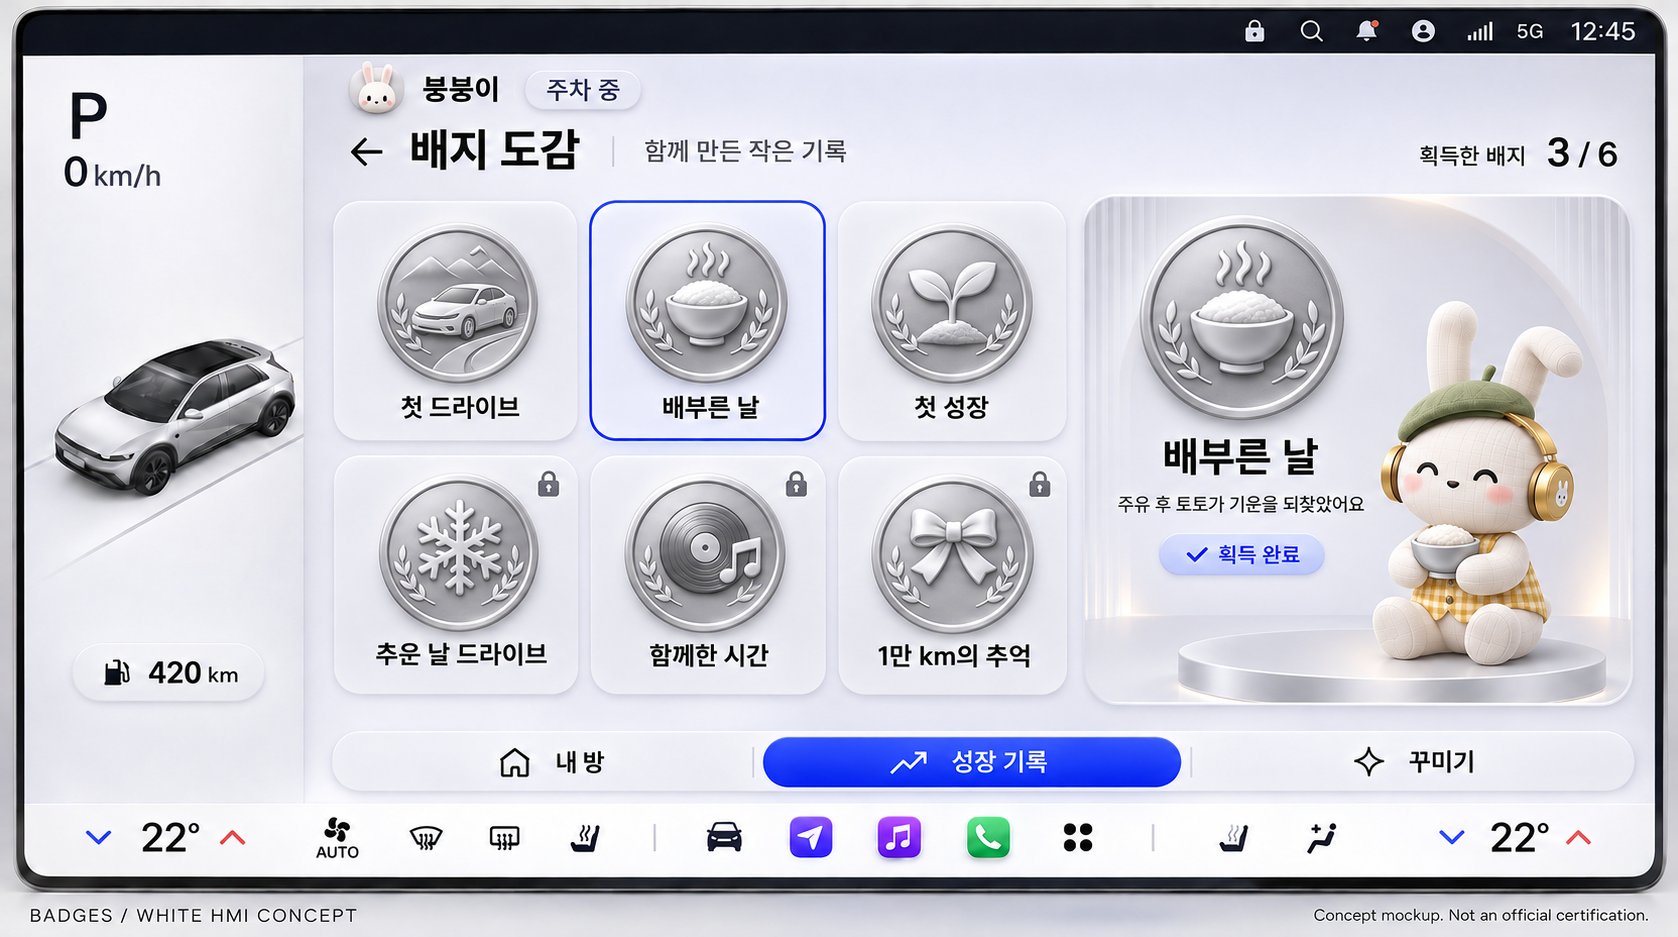 5G 12:45
P
0 km/h
붕붕이 주차 중
배지 도감 함께 만든 작은 기록
획득한 배지 3 / 6
첫 드라이브
배부른 날
첫 성장
추운 날 드라이브
함께한 시간
1만 km의 추억
배부른 날
주유 후 토토가 기운을 되찾았어요
획득 완료
420 km
내 방
성장 기록
꾸미기
22°
AUTO
22°
BADGES / WHITE HMI CONCEPT
Concept mockup. Not an official certification.